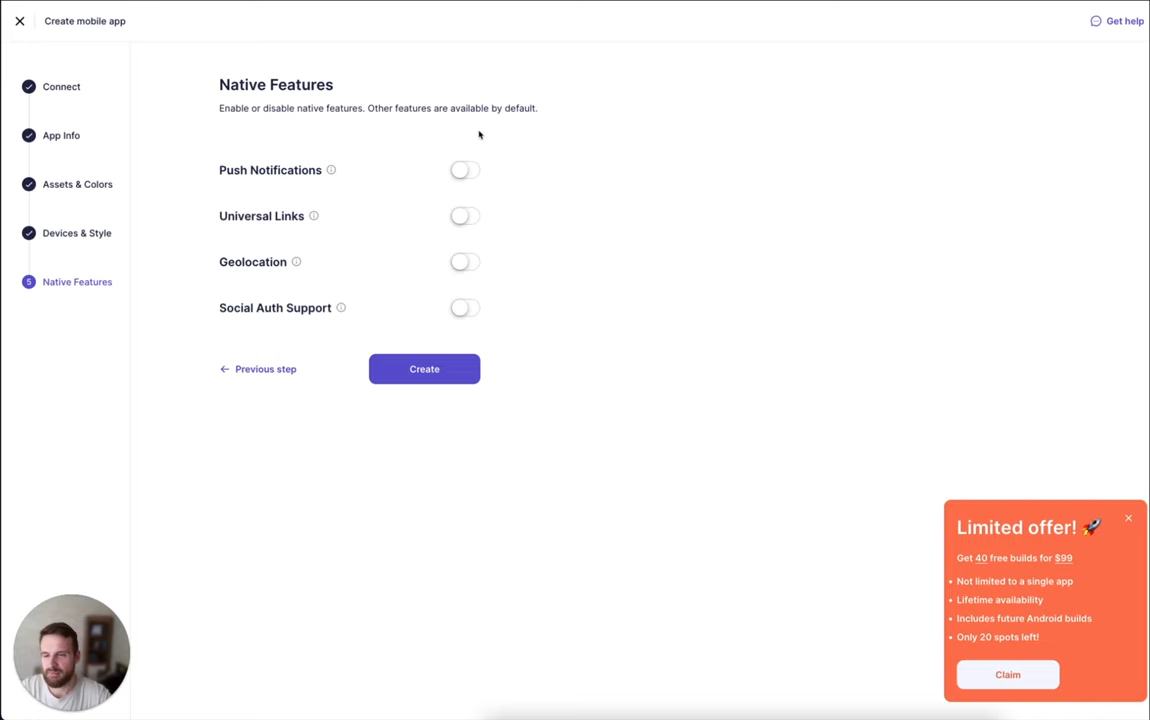 Create mobile app
Get help
Connect
App Info
Assets & Colors
Devices & Style
5 Native Features
Native Features
Enable or disable native features. Other features are available by default.
Push Notifications
Universal Links
Geolocation
Social Auth Support
← Previous step
Create
Limited offer! 🚀
Get 40 free builds for $99
• Not limited to a single app
• Lifetime availability
• Includes future Android builds
• Only 20 spots left!
Claim